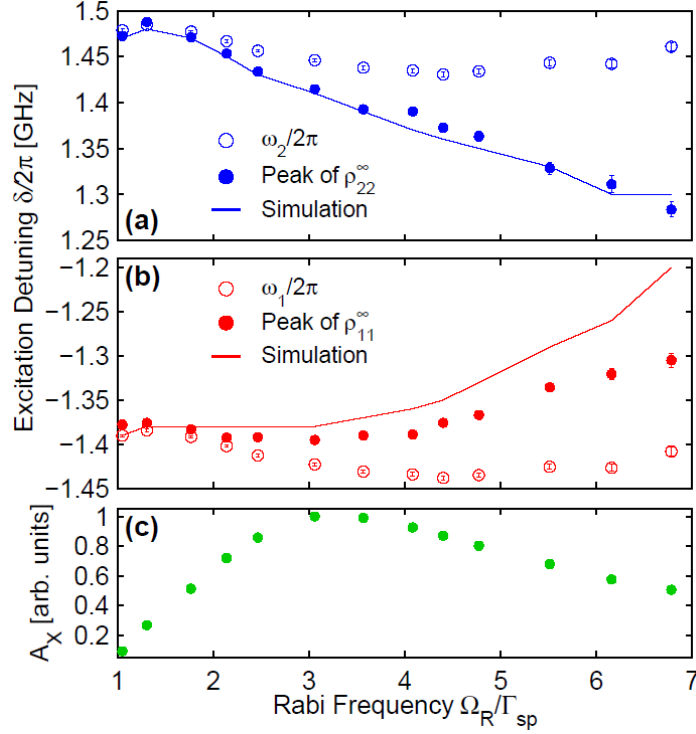 1.5
1.45
1.4
1.35
1.3
1.25
ω2/2π
Peak of ρ22∞
Simulation
(a)
Excitation Detuning δ/2π [GHz]
−1.2
−1.25
−1.3
−1.35
−1.4
−1.45
(b)
ω1/2π
Peak of ρ11∞
Simulation
(c)
AX [arb. units]
1
0.8
0.6
0.4
0.2
1 2 3 4 5 6 7
Rabi Frequency ΩR/Γsp